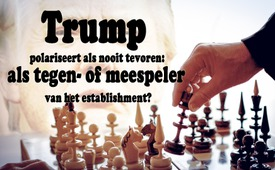 Trump
polariseert als nooit tevoren:
als tegen- of meespeler
van het establishment?